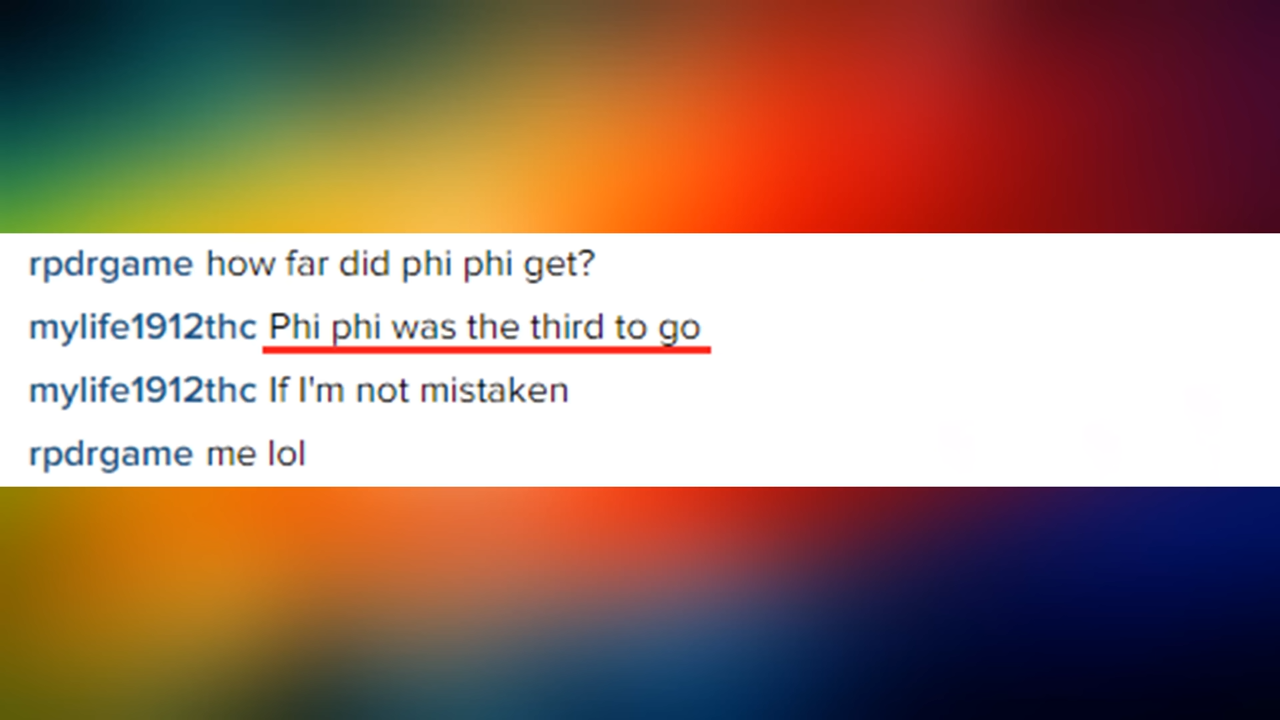 rpdrgame how far did phi phi get?
mylife1912thc Phi phi was the third to go
mylife1912thc If I'm not mistaken
rpdrgame me lol